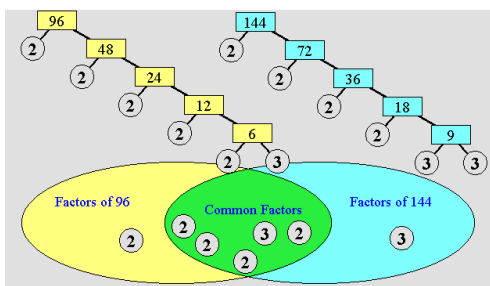 96 144
2 48 2 72
2 24 2 36
2 12 2 18
2 6 2 9
2 3 3 3
Factors of 96 Factors of 144
Common Factors
2 2 2 3 2 3
2